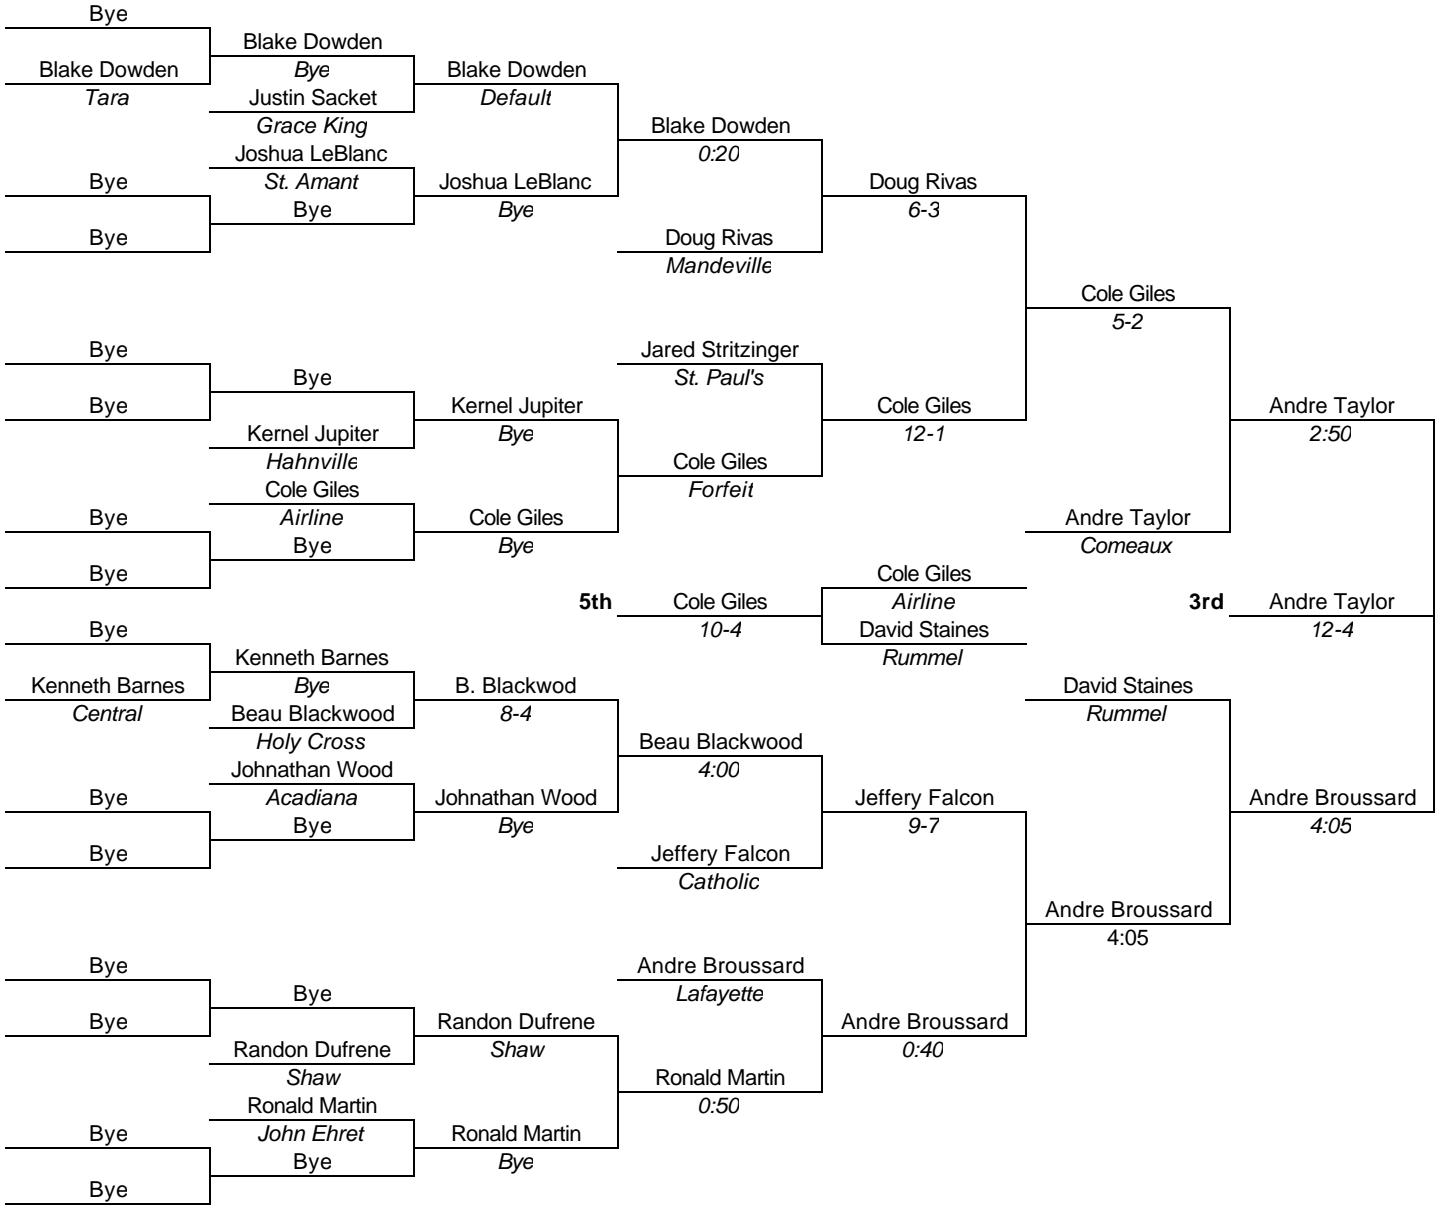 Bye
Blake Dowden
Blake Dowden
Bye
Blake Dowden
Tara
Justin Sacket
Default
Grace King
Blake Dowden
Joshua LeBlanc
0:20
Bye
St. Amant
Joshua LeBlanc
Doug Rivas
Bye
Bye
6-3
Bye
Doug Rivas
Mandeville
Cole Giles
5-2
Bye
Jared Stritzinger
Bye
St. Paul's
Bye
Kernel Jupiter
Cole Giles
Andre Taylor
Kernel Jupiter
Bye
12-1
2:50
Hahnville
Cole Giles
Cole Giles
Forfeit
Bye
Airline
Cole Giles
Andre Taylor
Bye
Bye
Comeaux
Bye
Cole Giles
5th
Cole Giles
Airline
3rd
Andre Taylor
Bye
10-4
David Staines
12-4
Kenneth Barnes
Rummel
Kenneth Barnes
Bye
B. Blackwod
David Staines
Central
Beau Blackwood
8-4
Rummel
Holy Cross
Beau Blackwood
Johnathan Wood
4:00
Bye
Acadiana
Johnathan Wood
Jeffery Falcon
Andre Broussard
Bye
Bye
9-7
4:05
Bye
Jeffery Falcon
Catholic
Andre Broussard
4:05
Bye
Andre Broussard
Bye
Lafayette
Bye
Randon Dufrene
Andre Broussard
Randon Dufrene
Shaw
0:40
Shaw
Ronald Martin
Ronald Martin
0:50
Bye
John Ehret
Ronald Martin
Bye
Bye
Bye